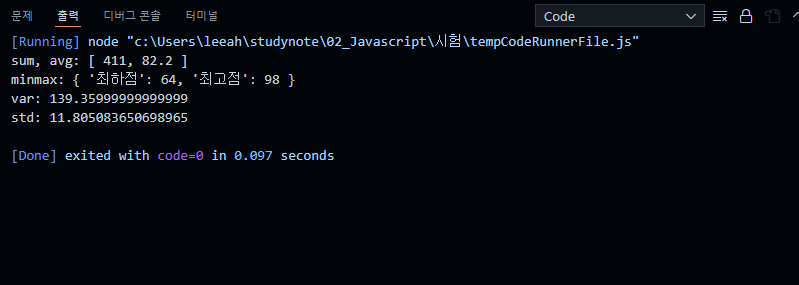 문제 출력 디버그 콘솔 터미널 Code
[Running] node "c:\Users\leeah\studynote\02_Javascript\시험\tempCodeRunnerFile.js"
sum, avg: [ 411, 82.2 ]
minmax: { '최하점': 64, '최고점': 98 }
var: 139.35999999999999
std: 11.805083650698965
[Done] exited with code=0 in 0.097 seconds